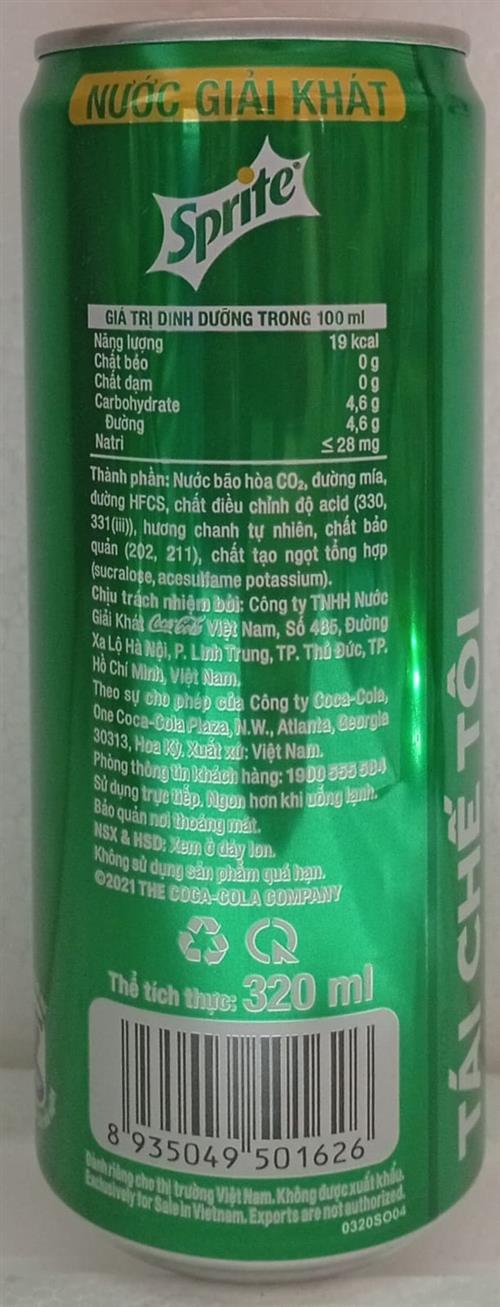 NƯỚC GIẢI KHÁT
Sprite
GIÁ TRỊ DINH DƯỠNG TRONG 100 ml
Năng lượng 19 kcal
Chất béo 0 g
Chất đạm 0 g
Carbohydrate 4,6 g
Đường 4,6 g
Natri ≤ 28 mg
Thành phần: Nước bão hòa CO₂, đường mía,
đường HFCS, chất điều chỉnh độ acid (330,
331(iii)), hương chanh tự nhiên, chất bảo
quản (202, 211), chất tạo ngọt tổng hợp
(sucralose, acesulfame potassium).
Chịu trách nhiệm bởi: Công ty TNHH Nước
Giải Khát Coca-Cola Việt Nam, Số 485, Đường
Xa Lộ Hà Nội, P. Linh Trung, TP. Thủ Đức, TP.
Hồ Chí Minh, Việt Nam.
Theo sự cho phép của Công ty Coca-Cola,
One Coca-Cola Plaza, N.W., Atlanta, Georgia
30313, Hoa Kỳ. Xuất xứ: Việt Nam.
Phòng thông tin khách hàng: 1900 555 584
Sử dụng trực tiếp. Ngon hơn khi uống lạnh.
Bảo quản nơi thoáng mát.
NSX & HSD: Xem ở đáy lon.
Không sử dụng sản phẩm quá hạn.
©2021 THE COCA-COLA COMPANY
Thể tích thực: 320 ml
8 935049 501626
Dành riêng cho thị trường Việt Nam. Không được xuất khẩu.
Exclusively for Sale in Vietnam. Exports are not authorized.
0320SO04
TÁI CHẾ TÔI